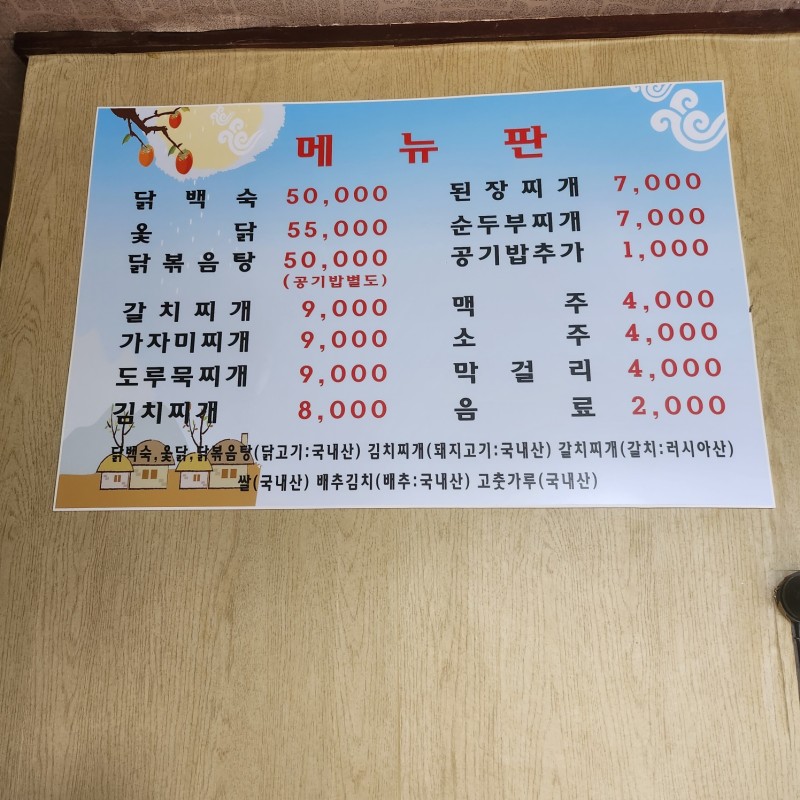 메뉴판
닭백숙 50,000
옻닭 55,000
닭볶음탕 50,000
(공기밥별도)
갈치찌개 9,000
가자미찌개 9,000
도루묵찌개 9,000
김치찌개 8,000
된장찌개 7,000
순두부찌개 7,000
공기밥추가 1,000
맥주 4,000
소주 4,000
막걸리 4,000
음료 2,000
닭백숙,옻닭,닭볶음탕(닭고기:국내산) 김치찌개(돼지고기:국내산) 갈치찌개(갈치:러시아산)
쌀(국내산) 배추김치(배추:국내산) 고춧가루(국내산)